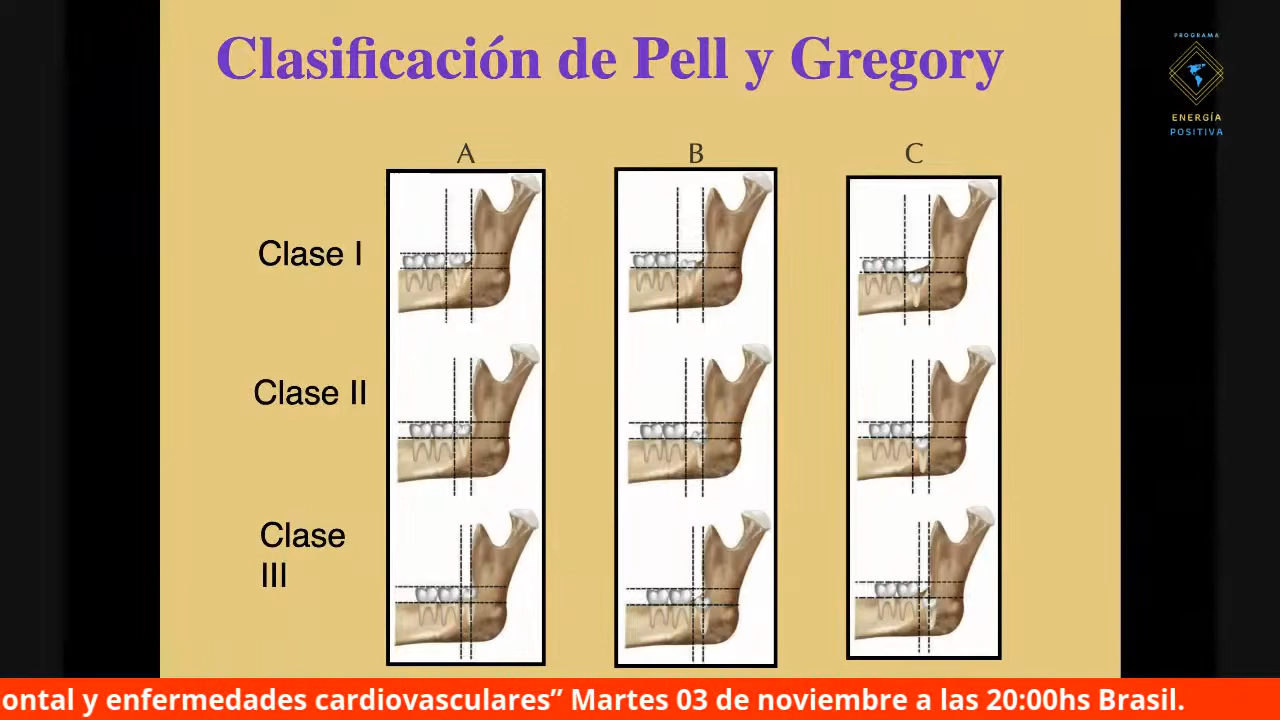 Clasificación de Pell y Gregory
PROGRAMA
ENERGÍA
POSITIVA
A
B
C
Clase I
Clase II
Clase
III
ontal y enfermedades cardiovasculares” Martes 03 de noviembre a las 20:00hs Brasil.